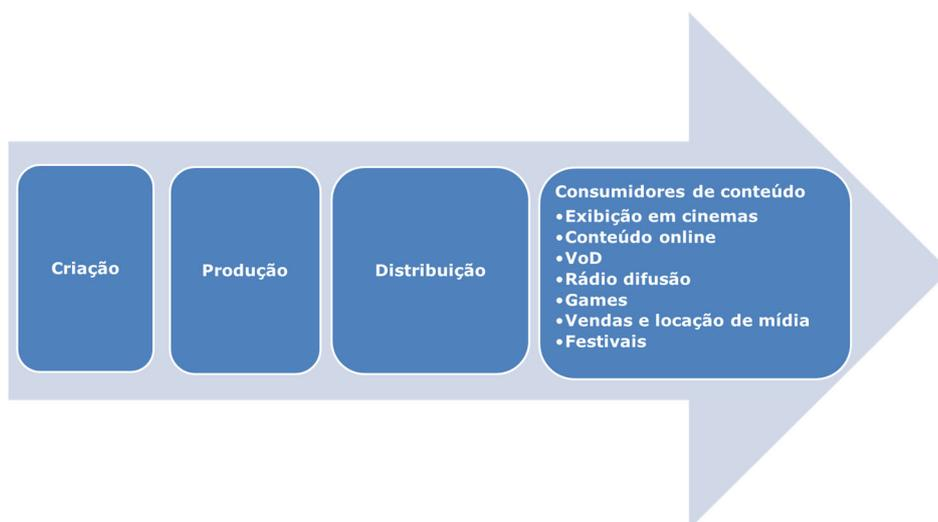 Criação
Produção
Distribuição
Consumidores de conteúdo
•Exibição em cinemas
•Conteúdo online
•VoD
•Rádio difusão
•Games
•Vendas e locação de mídia
•Festivais